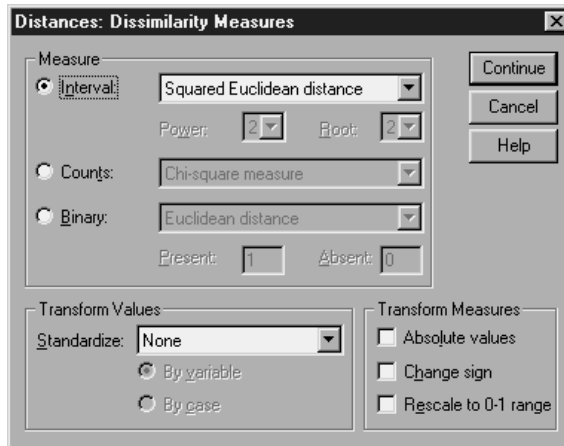 Distances: Dissimilarity Measures
Measure
Interval: Squared Euclidean distance
Power: 2 Root: 2
Counts: Chi-square measure
Binary: Euclidean distance
Present: 1 Absent: 0
Continue
Cancel
Help
Transform Values
Standardize: None
By variable
By case
Transform Measures
Absolute values
Change sign
Rescale to 0-1 range